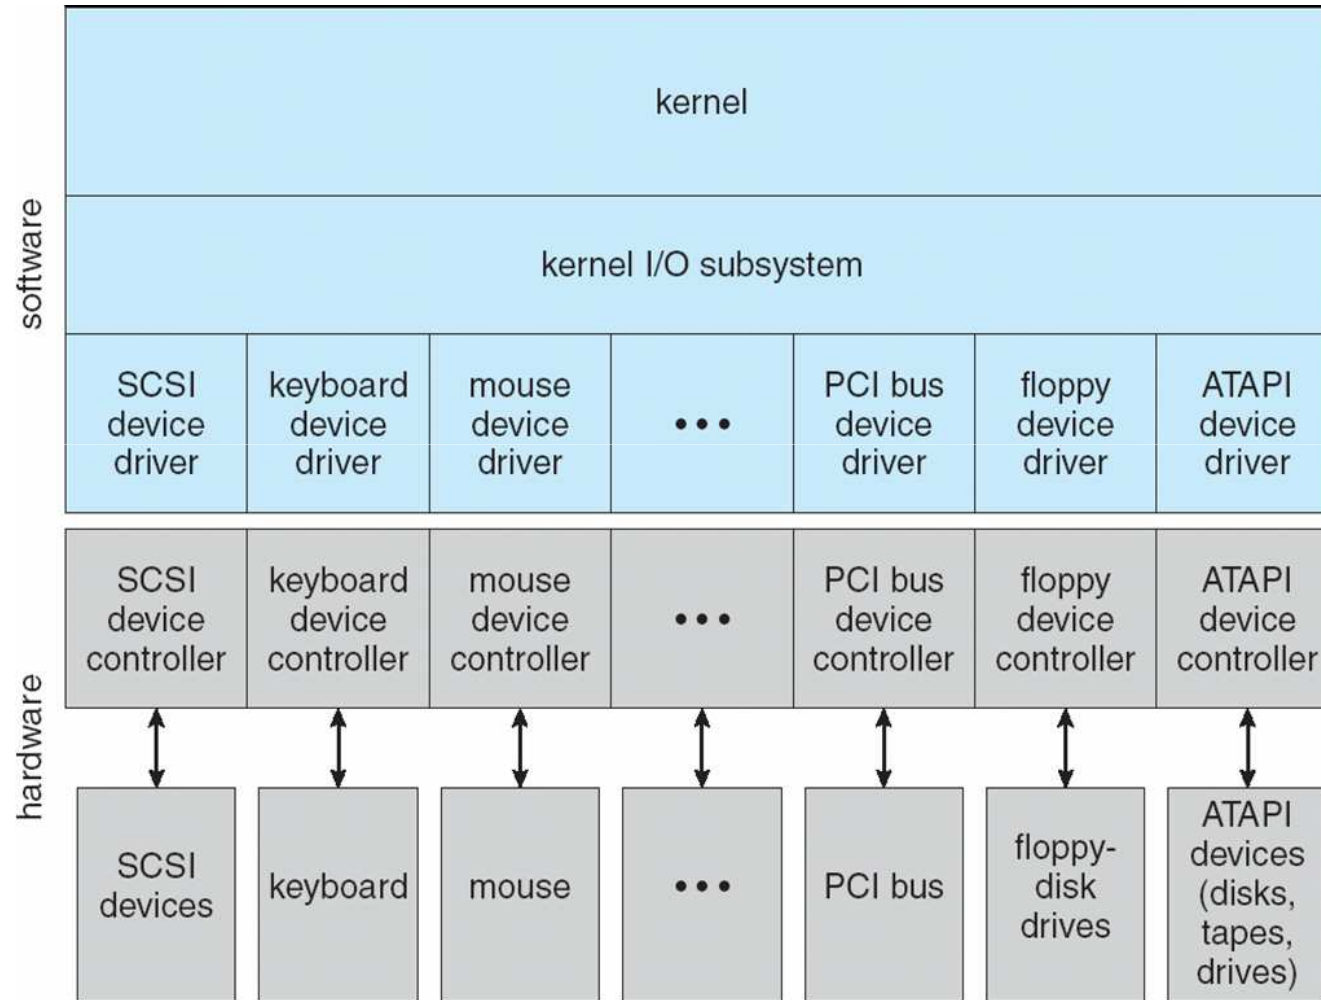 kernel
kernel I/O subsystem
software
SCSI
device
driver
keyboard
device
driver
mouse
device
driver
•••
PCI bus
device
driver
floppy
device
driver
ATAPI
device
driver
hardware
SCSI
device
controller
keyboard
device
controller
mouse
device
controller
•••
PCI bus
device
controller
floppy
device
controller
ATAPI
device
controller
SCSI
devices
keyboard
mouse
•••
PCI bus
floppy-
disk
drives
ATAPI
devices
(disks,
tapes,
drives)